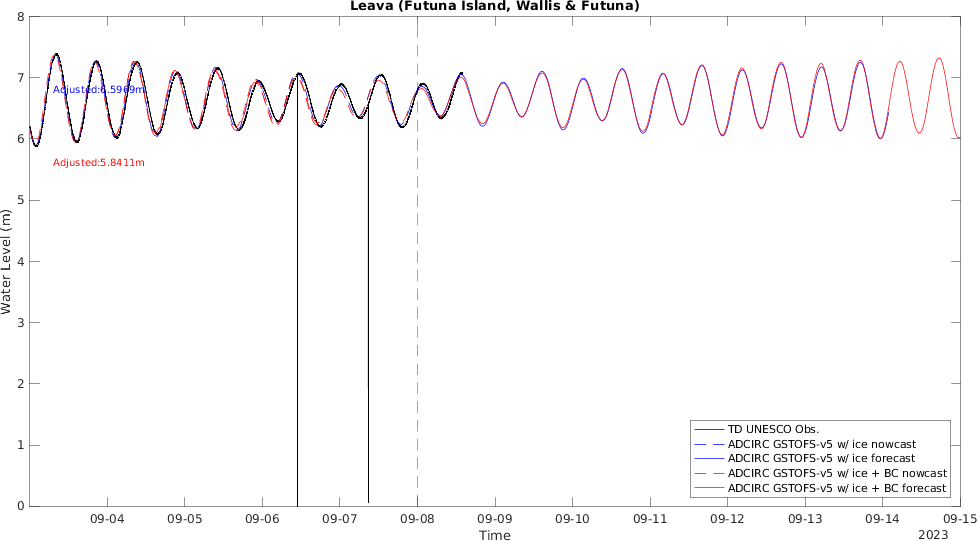 Leava (Futuna Island, Wallis & Futuna)
8
7
6
5
4
3
2
1
0
Water Level (m)
Adjusted:6.5969m
Adjusted:5.8411m
TD UNESCO Obs.
ADCIRC GSTOFS-v5 w/ ice nowcast
ADCIRC GSTOFS-v5 w/ ice forecast
ADCIRC GSTOFS-v5 w/ ice + BC nowcast
ADCIRC GSTOFS-v5 w/ ice + BC forecast
09-04 09-05 09-06 09-07 09-08 09-09 09-10 09-11 09-12 09-13 09-14 09-15
Time
2023